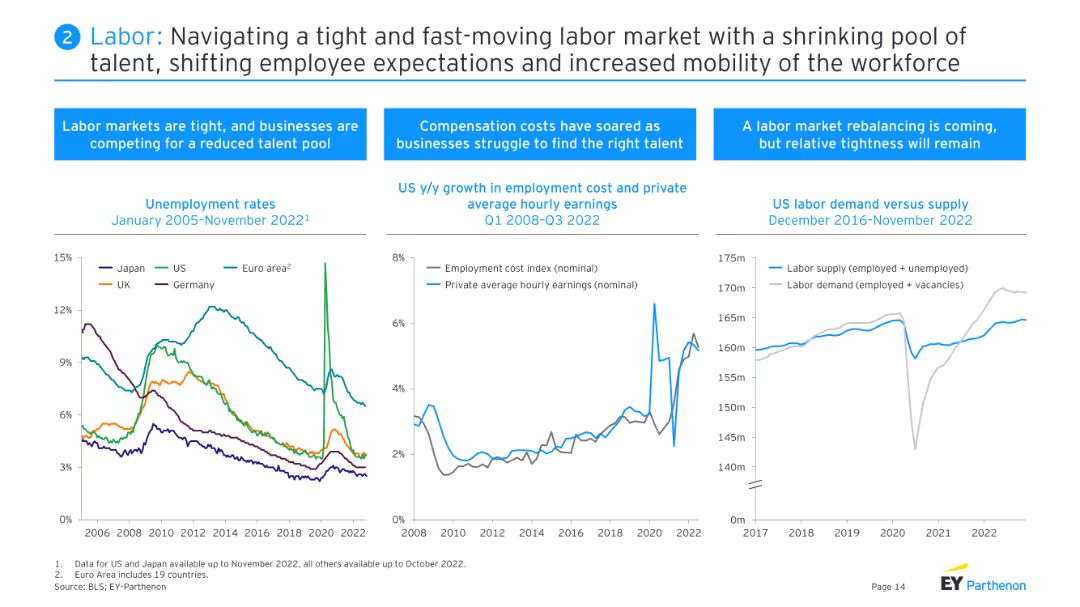 2 Labor: Navigating a tight and fast-moving labor market with a shrinking pool of
talent, shifting employee expectations and increased mobility of the workforce
Labor markets are tight, and businesses are
competing for a reduced talent pool
Unemployment rates
January 2005–November 2022¹
15%
12%
9%
6%
3%
0%
Japan US Euro area²
UK Germany
2006 2008 2010 2012 2014 2016 2018 2020 2022
Compensation costs have soared as
businesses struggle to find the right talent
US y/y growth in employment cost and private
average hourly earnings
Q1 2008–Q3 2022
8%
6%
4%
2%
0%
Employment cost index (nominal)
Private average hourly earnings (nominal)
2008 2010 2012 2014 2016 2018 2020 2022
A labor market rebalancing is coming,
but relative tightness will remain
US labor demand versus supply
December 2016–November 2022
175m
170m
165m
160m
155m
150m
145m
140m
0m
Labor supply (employed + unemployed)
Labor demand (employed + vacancies)
2017 2018 2019 2020 2021 2022
1. Data for US and Japan available up to November 2022, all others available up to October 2022.
2. Euro Area includes 19 countries.
Source: BLS; EY-Parthenon
Page 14
EY Parthenon